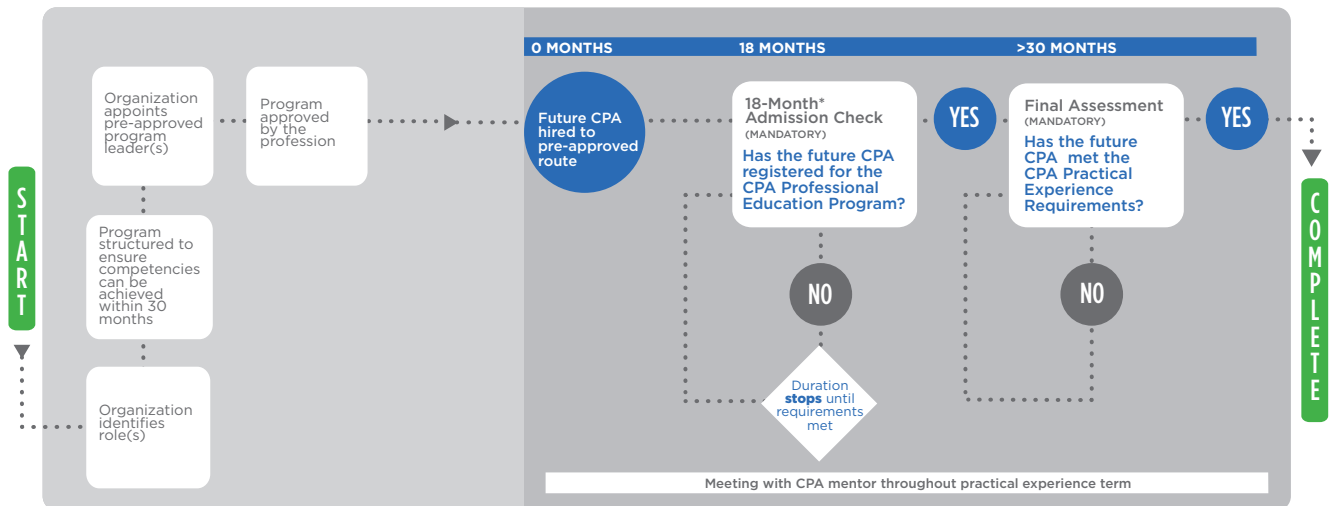 0 MONTHS
18 MONTHS
>30 MONTHS
START
Organization
identifies
role(s)
Program
structured to
ensure
competencies
can be
achieved
within 30
months
Organization
appoints
pre-approved
program
leader(s)
Program
approved
by the
profession
Future CPA
hired to
pre-approved
route
18-Month*
Admission Check
(MANDATORY)
Has the future CPA
registered for the
CPA Professional
Education Program?
NO
Duration
stops until
requirements
met
YES
Final Assessment
(MANDATORY)
Has the future
CPA met the
CPA Practical
Experience
Requirements?
NO
YES
COMPLETE
Meeting with CPA mentor throughout practical experience term